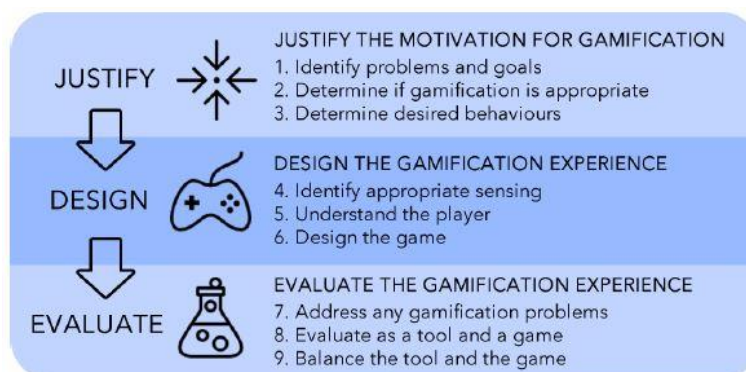 JUSTIFY
JUSTIFY THE MOTIVATION FOR GAMIFICATION
1. Identify problems and goals
2. Determine if gamification is appropriate
3. Determine desired behaviours
DESIGN
DESIGN THE GAMIFICATION EXPERIENCE
4. Identify appropriate sensing
5. Understand the player
6. Design the game
EVALUATE
EVALUATE THE GAMIFICATION EXPERIENCE
7. Address any gamification problems
8. Evaluate as a tool and a game
9. Balance the tool and the game